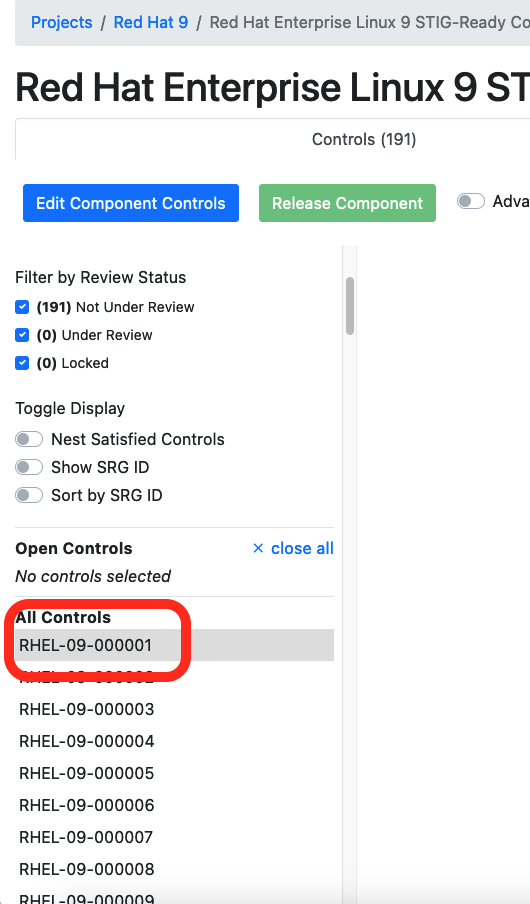 Projects / Red Hat 9 / Red Hat Enterprise Linux 9 STIG-Ready Co
Red Hat Enterprise Linux 9 ST
Controls (191)
Edit Component Controls Release Component Adva
Filter by Review Status
(191) Not Under Review
(0) Under Review
(0) Locked
Toggle Display
Nest Satisfied Controls
Show SRG ID
Sort by SRG ID
Open Controls × close all
No controls selected
All Controls
RHEL-09-000001
RHEL-09-000002
RHEL-09-000003
RHEL-09-000004
RHEL-09-000005
RHEL-09-000006
RHEL-09-000007
RHEL-09-000008
RHEL-09-000009